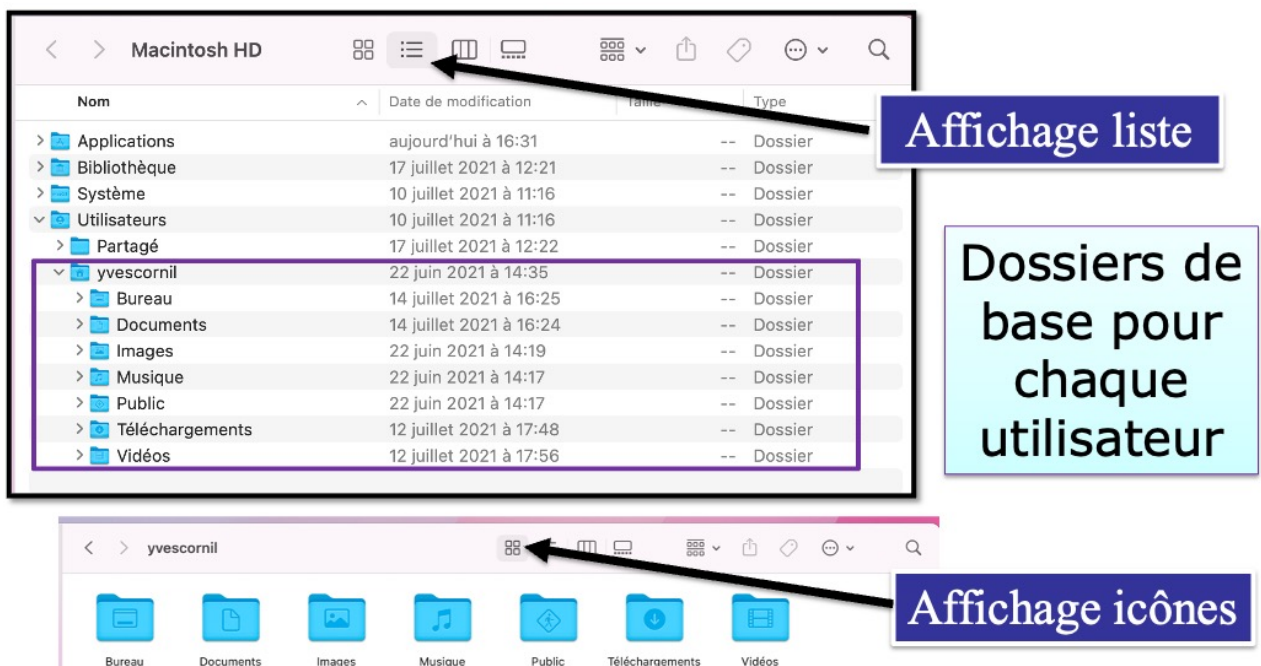 Macintosh HD
Nom Date de modification Taille Type
Applications aujourd'hui à 16:31 -- Dossier
Bibliothèque 17 juillet 2021 à 12:21 -- Dossier
Système 10 juillet 2021 à 11:16 -- Dossier
Utilisateurs 10 juillet 2021 à 11:16 -- Dossier
Partagé 17 juillet 2021 à 12:22 -- Dossier
yvescornil 22 juin 2021 à 14:35 -- Dossier
Bureau 14 juillet 2021 à 16:25 -- Dossier
Documents 14 juillet 2021 à 16:24 -- Dossier
Images 22 juin 2021 à 14:19 -- Dossier
Musique 22 juin 2021 à 14:17 -- Dossier
Public 22 juin 2021 à 14:17 -- Dossier
Téléchargements 12 juillet 2021 à 17:48 -- Dossier
Vidéos 12 juillet 2021 à 17:56 -- Dossier
Affichage liste
Dossiers de
base pour
chaque
utilisateur
yvescornil
Affichage icônes
Bureau Documents Images Musique Public Téléchargements Vidéos